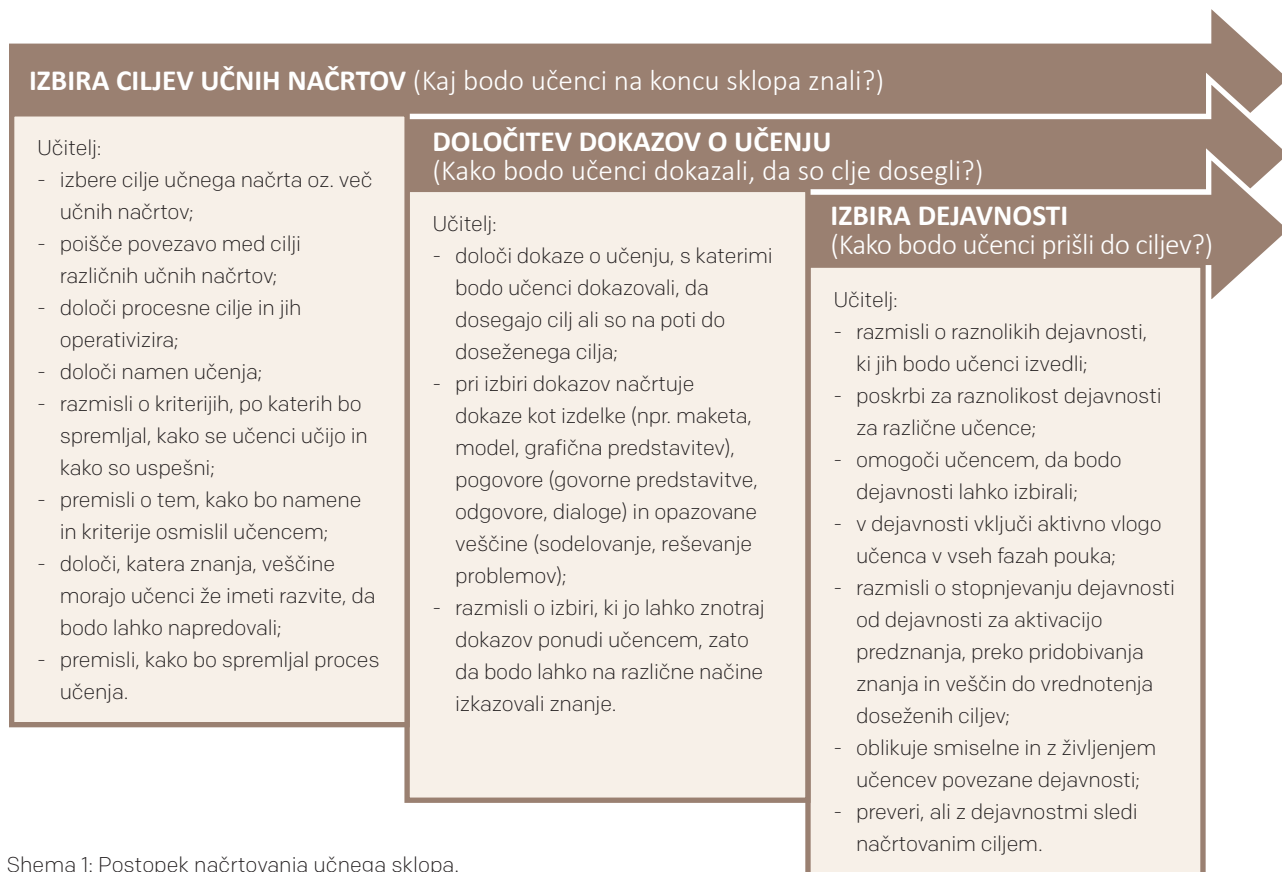 IZBIRA CILJEV UČNIH NAČRTOV (Kaj bodo učenci na koncu sklopa znali?)
Učitelj:
- izbere cilje učnega načrta oz. več
učnih načrtov;
- poišče povezavo med cilji
različnih učnih načrtov;
- določi procesne cilje in jih
operativizira;
- določi namen učenja;
- razmisli o kriterijih, po katerih bo
spremljal, kako se učenci učijo in
kako so uspešni;
- premisli o tem, kako bo namene
in kriterije osmislil učencem;
- določi, katera znanja, veščine
morajo učenci že imeti razvite, da
bodo lahko napredovali;
- premisli, kako bo spremljal proces
učenja.
DOLOČITEV DOKAZOV O UČENJU
(Kako bodo učenci dokazali, da so clje dosegli?)
Učitelj:
- določi dokaze o učenju, s katerimi
bodo učenci dokazovali, da
dosegajo cilj ali so na poti do
doseženega cilja;
- pri izbiri dokazov načrtuje
dokaze kot izdelke (npr. maketa,
model, grafična predstavitev),
pogovore (govorne predstavitve,
odgovore, dialoge) in opazovane
veščine (sodelovanje, reševanje
problemov);
- razmisli o izbiri, ki jo lahko znotraj
dokazov ponudi učencem, zato
da bodo lahko na različne načine
izkazovali znanje.
IZBIRA DEJAVNOSTI
(Kako bodo učenci prišli do ciljev?)
Učitelj:
- razmisli o raznolikih dejavnosti,
ki jih bodo učenci izvedli;
- poskrbi za raznolikost dejavnosti
za različne učence;
- omogoči učencem, da bodo
dejavnosti lahko izbirali;
- v dejavnosti vključi aktivno vlogo
učenca v vseh fazah pouka;
- razmisli o stopnjevanju dejavnosti
od dejavnosti za aktivacijo
predznanja, preko pridobivanja
znanja in veščin do vrednotenja
doseženih ciljev;
- oblikuje smiselne in z življenjem
učencev povezane dejavnosti;
- preveri, ali z dejavnostmi sledi
načrtovanim ciljem.
Shema 1: Postopek načrtovanja učnega sklopa.